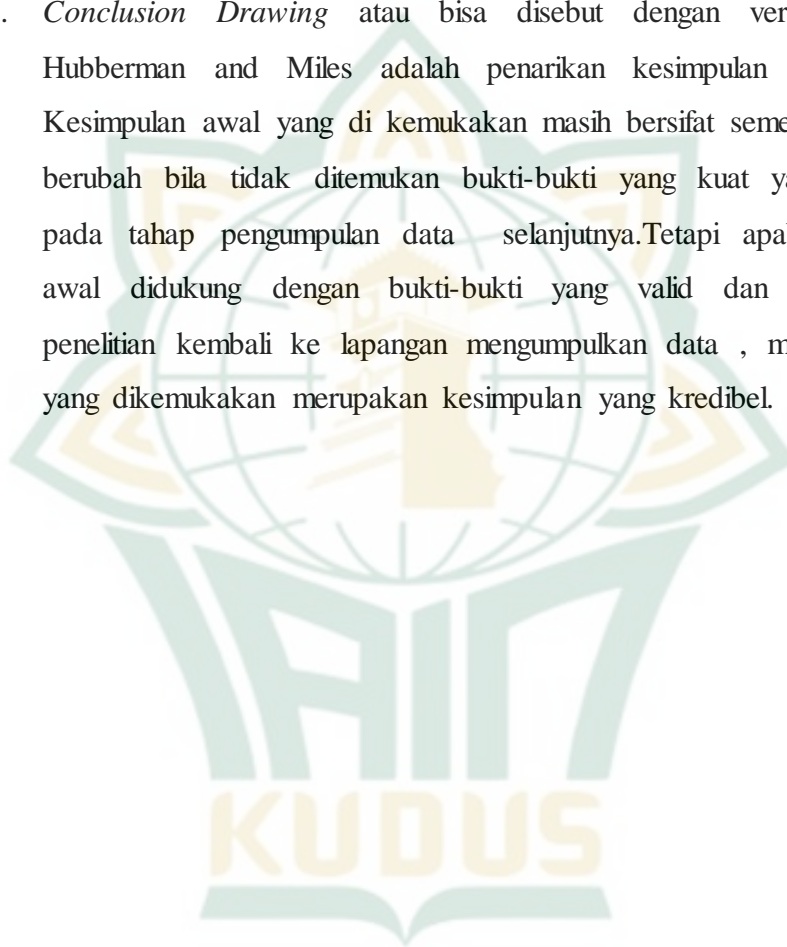 . Conclusion Drawing atau bisa disebut dengan ver
Hubberman and Miles adalah penarikan kesimpulan
Kesimpulan awal yang di kemukakan masih bersifat seme
berubah bila tidak ditemukan bukti-bukti yang kuat ya
pada tahap pengumpulan data selanjutnya.Tetapi apab
awal didukung dengan bukti-bukti yang valid dan
penelitian kembali ke lapangan mengumpulkan data , m
yang dikemukakan merupakan kesimpulan yang kredibel.
IAIN
KUDUS